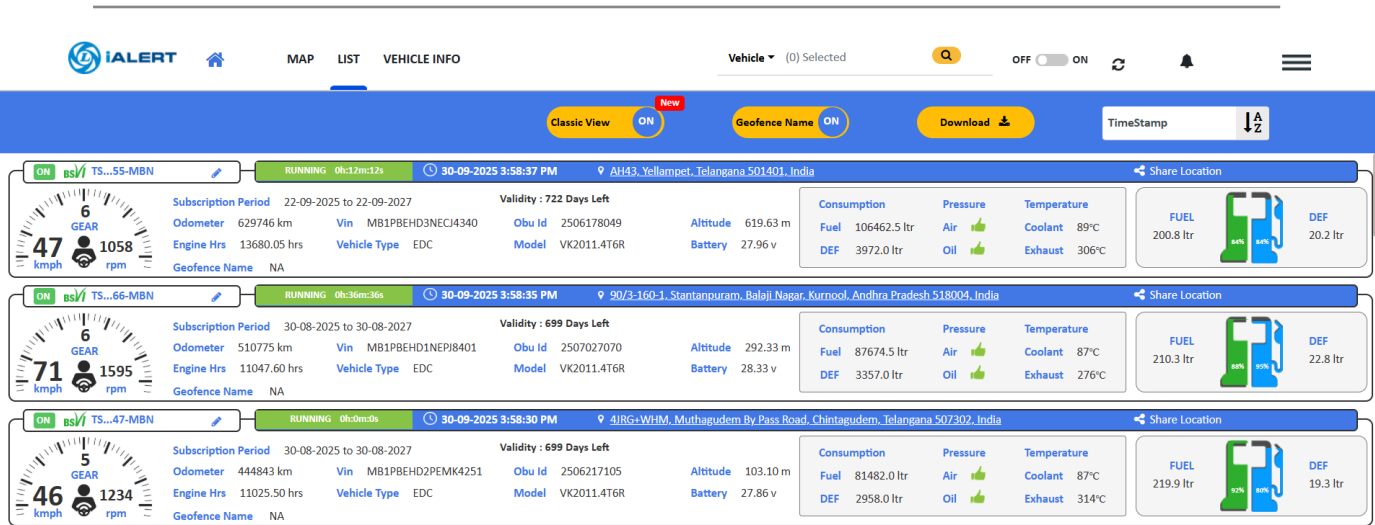 iALERT
MAP LIST VEHICLE INFO Vehicle (0) Selected OFF ON
New
Classic View ON Geofence Name ON Download TimeStamp A Z
ON BSVI TS...55-MBN RUNNING 0h:12m:12s 30-09-2025 3:58:37 PM AH43, Yellampet, Telangana 501401, India Share Location
6
GEAR
47 kmph 1058 rpm
Subscription Period 22-09-2025 to 22-09-2027 Validity : 722 Days Left
Odometer 629746 km Vin MB1PBEHD3NECJ4340 Obu Id 2506178049 Altitude 619.63 m
Engine Hrs 13680.05 hrs Vehicle Type EDC Model VK2011.4T6R Battery 27.96 v
Geofence Name NA
Consumption Pressure Temperature
Fuel 106462.5 ltr Air Coolant 89°C
DEF 3972.0 ltr Oil Exhaust 306°C
FUEL 200.8 ltr 84% 84% DEF 20.2 ltr
ON BSVI TS...66-MBN RUNNING 0h:36m:36s 30-09-2025 3:58:35 PM 90/3-160-1, Stantanpuram, Balaji Nagar, Kurnool, Andhra Pradesh 518004, India Share Location
6
GEAR
71 kmph 1595 rpm
Subscription Period 30-08-2025 to 30-08-2027 Validity : 699 Days Left
Odometer 510775 km Vin MB1PBEHD1NEPJ8401 Obu Id 2507027070 Altitude 292.33 m
Engine Hrs 11047.60 hrs Vehicle Type EDC Model VK2011.4T6R Battery 28.33 v
Geofence Name NA
Consumption Pressure Temperature
Fuel 87674.5 ltr Air Coolant 87°C
DEF 3357.0 ltr Oil Exhaust 276°C
FUEL 210.3 ltr 88% 95% DEF 22.8 ltr
ON BSVI TS...47-MBN RUNNING 0h:0m:0s 30-09-2025 3:58:30 PM 4JRG+WHM, Muthagudem By Pass Road, Chintagudem, Telangana 507302, India Share Location
5
GEAR
46 kmph 1234 rpm
Subscription Period 30-08-2025 to 30-08-2027 Validity : 699 Days Left
Odometer 444843 km Vin MB1PBEHD2PEMK4251 Obu Id 2506217105 Altitude 103.10 m
Engine Hrs 11025.50 hrs Vehicle Type EDC Model VK2011.4T6R Battery 27.86 v
Geofence Name NA
Consumption Pressure Temperature
Fuel 81482.0 ltr Air Coolant 87°C
DEF 2958.0 ltr Oil Exhaust 314°C
FUEL 219.9 ltr 92% 80% DEF 19.3 ltr